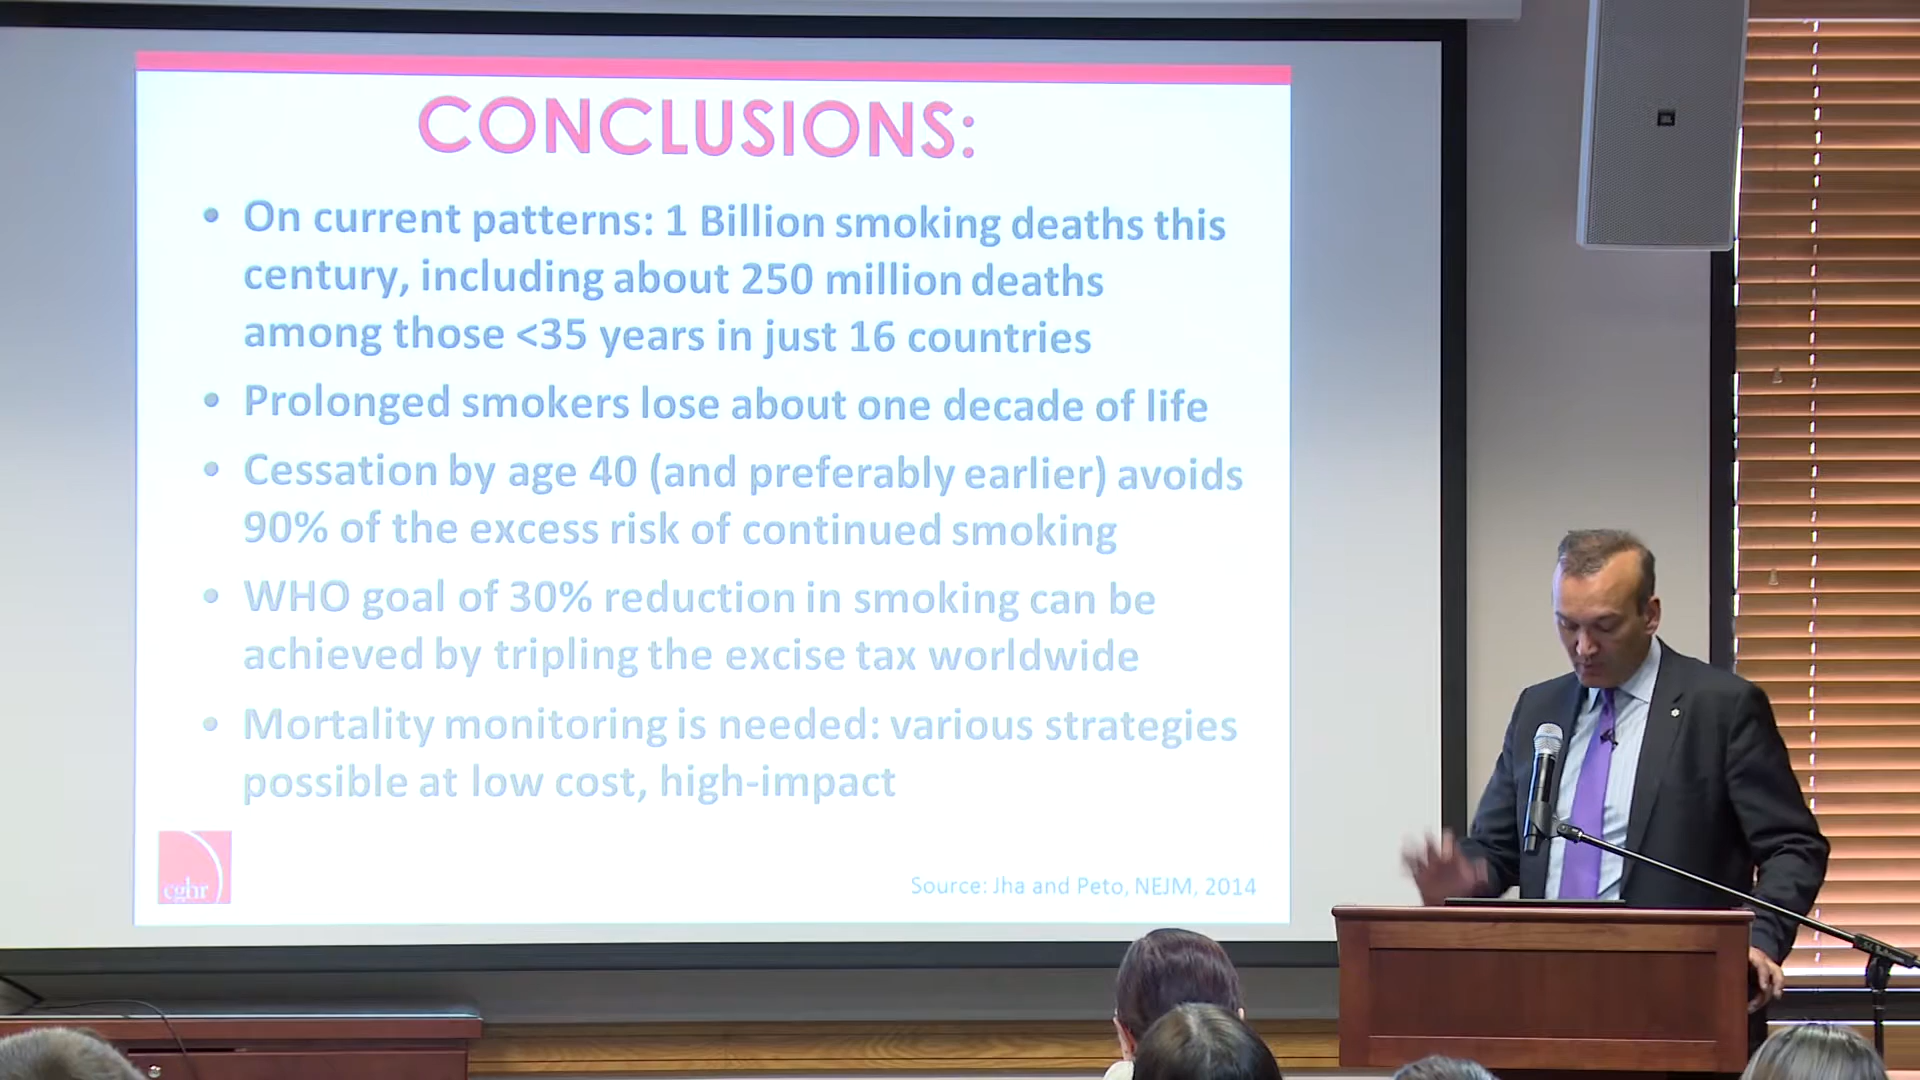 CONCLUSIONS:
• On current patterns: 1 Billion smoking deaths this
century, including about 250 million deaths
among those <35 years in just 16 countries
• Prolonged smokers lose about one decade of life
• Cessation by age 40 (and preferably earlier) avoids
90% of the excess risk of continued smoking
• WHO goal of 30% reduction in smoking can be
achieved by tripling the excise tax worldwide
• Mortality monitoring is needed: various strategies
possible at low cost, high-impact
cghr
Source: Jha and Peto, NEJM, 2014